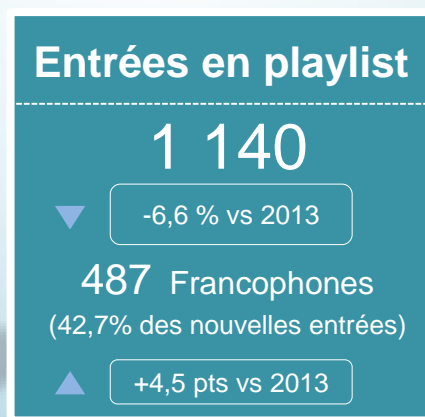 Entrées en playlist
1 140
-6,6 % vs 2013
487 Francophones
(42,7% des nouvelles entrées)
+4,5 pts vs 2013